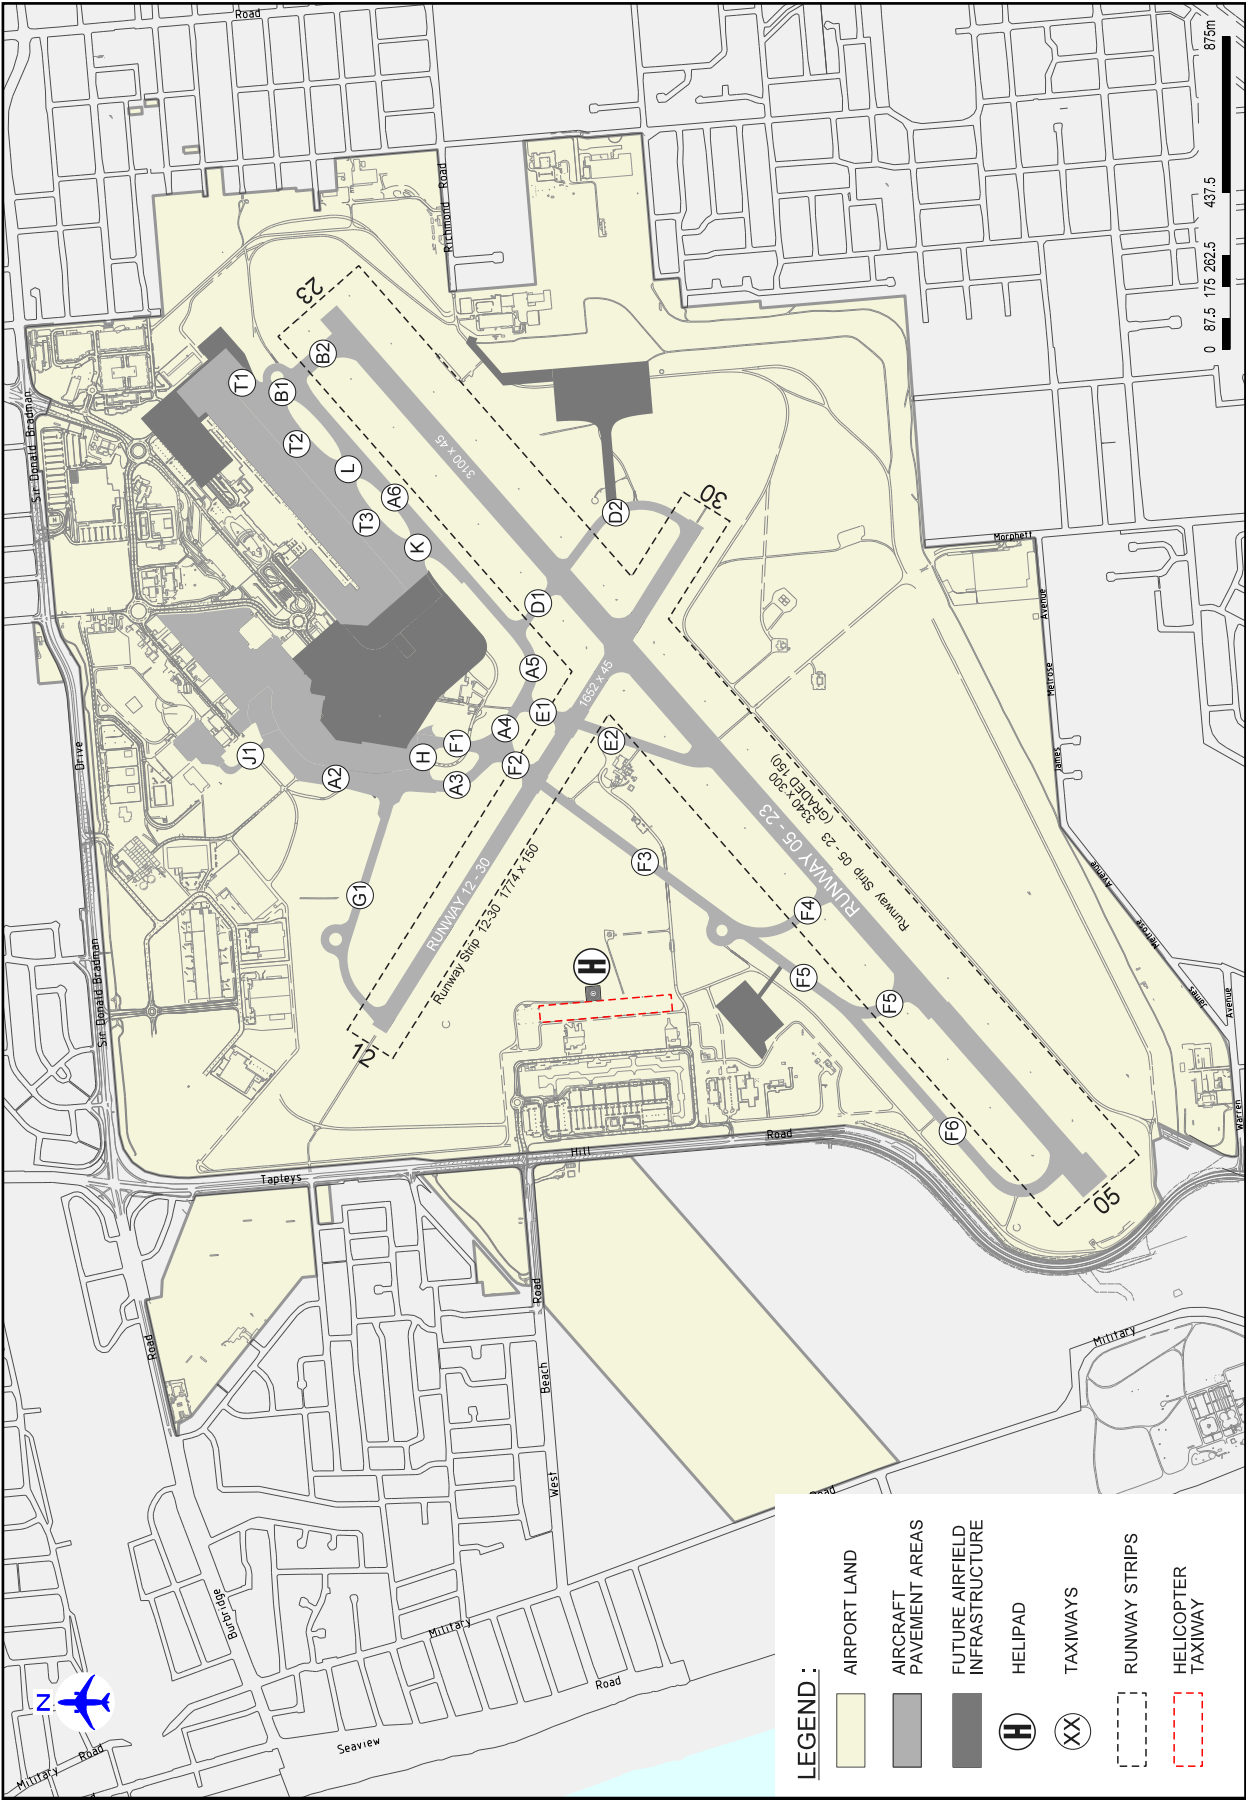 Road
Sir Donald Bradman
Drive
Sir Donald Bradman
Richmond Road
23
T1
B1
B2
T2
L
A6
T3
K
3100 x 45
D2
30
D1
A5
E1
1652 x 45
A4
F1
H
F2
E2
A3
A2
J1
G1
F3
RUNWAY 12 - 30
Runway Strip 12-30 1774 x 150
RUNWAY 05 - 23
Runway Strip 05 - 23 3340 x 300
(GRADED 150)
F4
F5
F5
F6
H
12
05
Morphett
Avenue
Melrose
James
Avenue
Melrose
James
Avenue
Warren
Tapleys
Hill
Road
Road
Road
Beach
West
Burbridge
Military
Road
Seaview
Military
Road
Military
N
0 87.5 175 262.5 437.5 875m
LEGEND :
AIRPORT LAND
AIRCRAFT
PAVEMENT AREAS
FUTURE AIRFIELD
INFRASTRUCTURE
H HELIPAD
XX TAXIWAYS
RUNWAY STRIPS
HELICOPTER
TAXIWAY